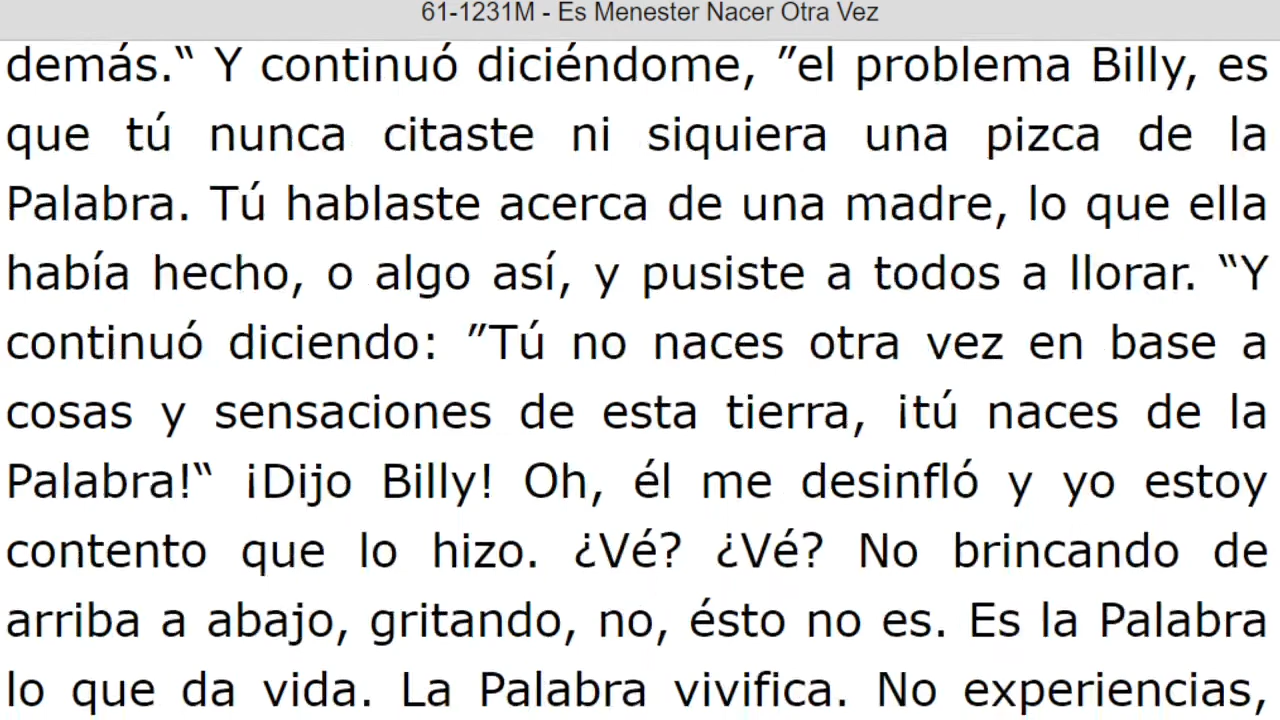 61-1231M - Es Menester Nacer Otra Vez
demás.“ Y continuó diciéndome, ”el problema Billy, es
que tú nunca citaste ni siquiera una pizca de la
Palabra. Tú hablaste acerca de una madre, lo que ella
había hecho, o algo así, y pusiste a todos a llorar. “Y
continuó diciendo: ”Tú no naces otra vez en base a
cosas y sensaciones de esta tierra, ¡tú naces de la
Palabra!“ ¡Dijo Billy! Oh, él me desinfló y yo estoy
contento que lo hizo. ¿Vé? ¿Vé? No brincando de
arriba a abajo, gritando, no, ésto no es. Es la Palabra
lo que da vida. La Palabra vivifica. No experiencias,